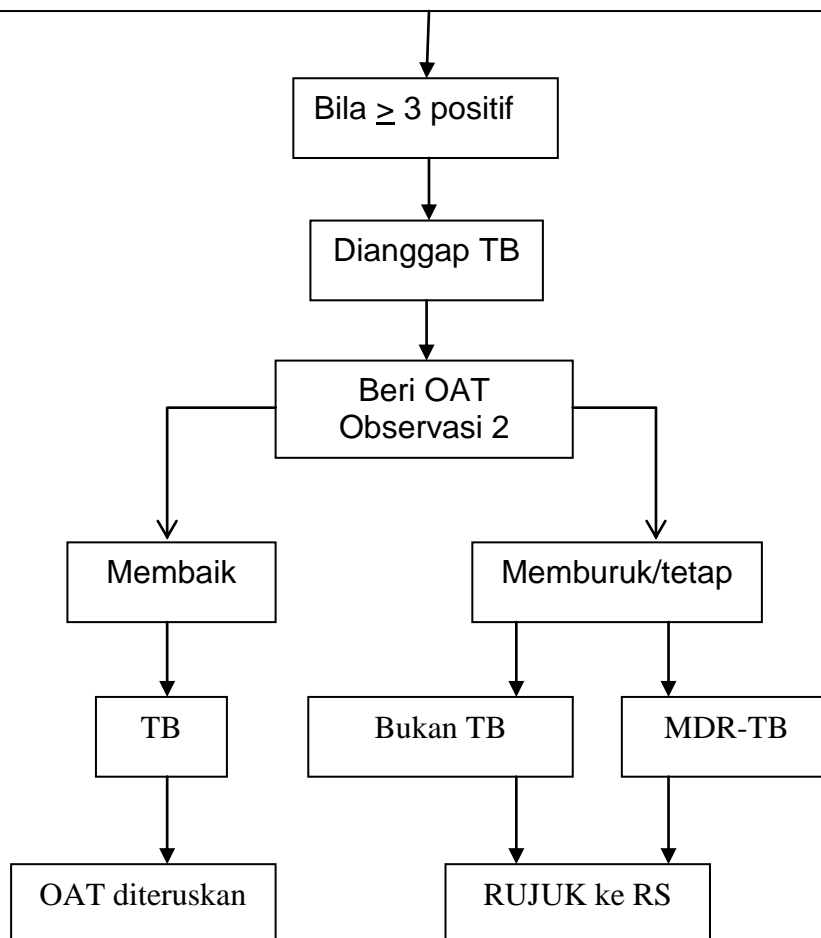 Bila ≥ 3 positif
Dianggap TB
Beri OAT
Observasi 2
Membaik
Memburuk/tetap
TB
Bukan TB
MDR-TB
OAT diteruskan
RUJUK ke RS